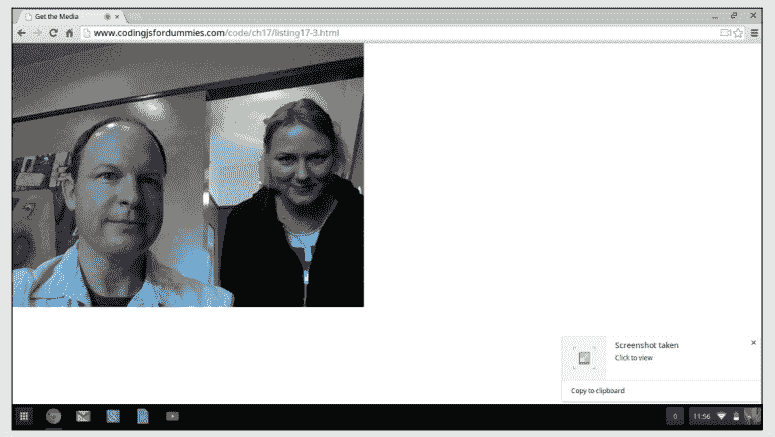 Get the Media
www.codingjsfordummies.com/code/ch17/listing17-3.html
Screenshot taken
Click to view
Copy to clipboard
0
11:56